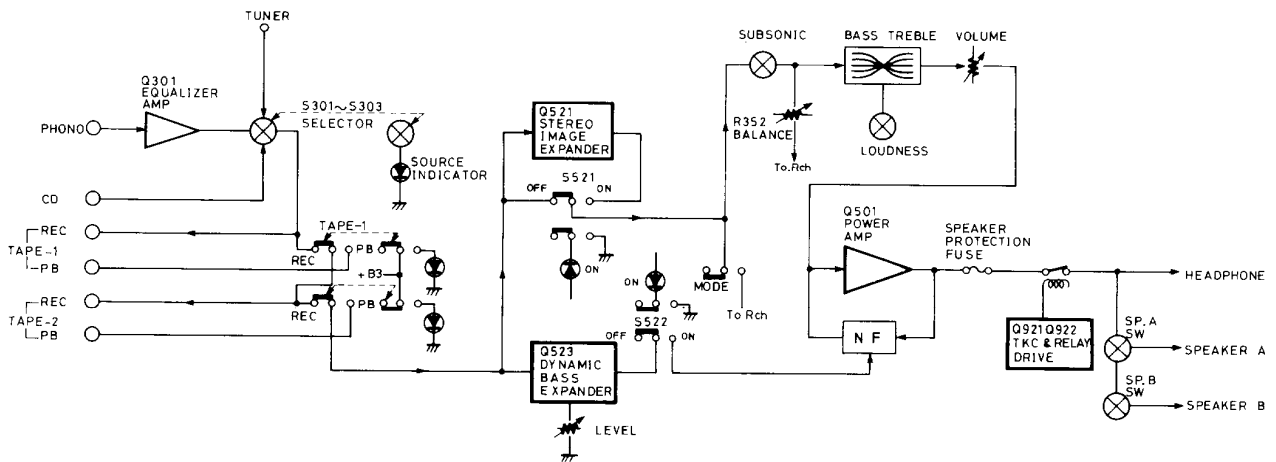 TUNER
Q301
EQUALIZER
AMP
S301~S303
SELECTOR
PHONO
SOURCE
INDICATOR
CD
REC
TAPE-1
PB
REC
TAPE-2
PB
TAPE-1
REC
PB
+B3
REC
PB
Q521
STEREO
IMAGE
EXPANDER
S521
OFF
ON
ON
ON
MODE
To Rch
S522
OFF
ON
Q523
DYNAMIC
BASS
EXPANDER
LEVEL
SUBSONIC
BASS TREBLE
VOLUME
R352
BALANCE
To.Rch
LOUDNESS
Q501
POWER
AMP
SPEAKER
PROTECTION
FUSE
NF
Q921Q922
TKC & RELAY
DRIVE
HEADPHONE
SP.A
SW
SPEAKER A
SP.B
SW
SPEAKER B